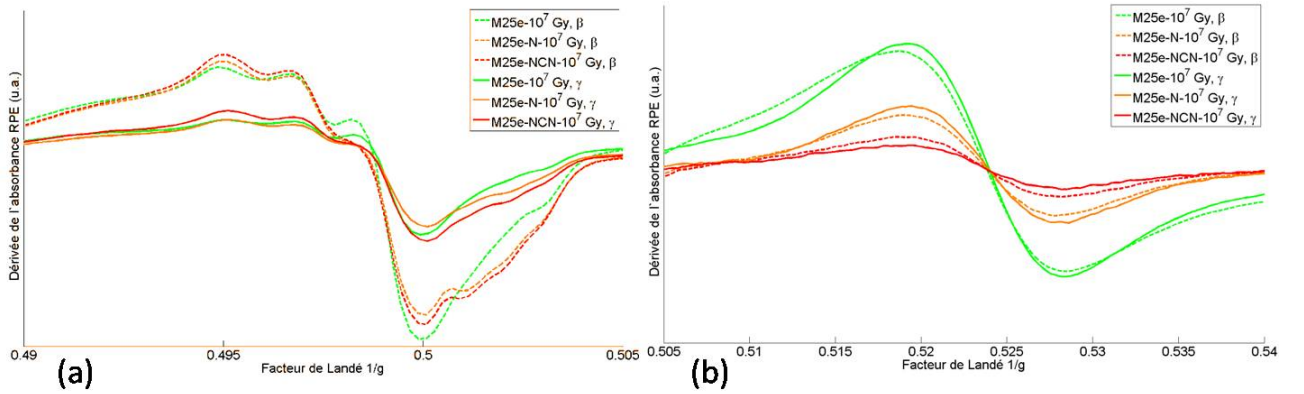 Dérivée de l'absorbance RPE (u.a.)
M25e-10⁷ Gy, β
M25e-N-10⁷ Gy, β
M25e-NCN-10⁷ Gy, β
M25e-10⁷ Gy, γ
M25e-N-10⁷ Gy, γ
M25e-NCN-10⁷ Gy, γ
0.49 0.495 0.5 0.505
Facteur de Landé 1/g
(a)
Dérivée de l'absorbance RPE (u.a.)
M25e-10⁷ Gy, β
M25e-N-10⁷ Gy, β
M25e-NCN-10⁷ Gy, β
M25e-10⁷ Gy, γ
M25e-N-10⁷ Gy, γ
M25e-NCN-10⁷ Gy, γ
0.505 0.51 0.515 0.52 0.525 0.53 0.535 0.54
Facteur de Landé 1/g
(b)